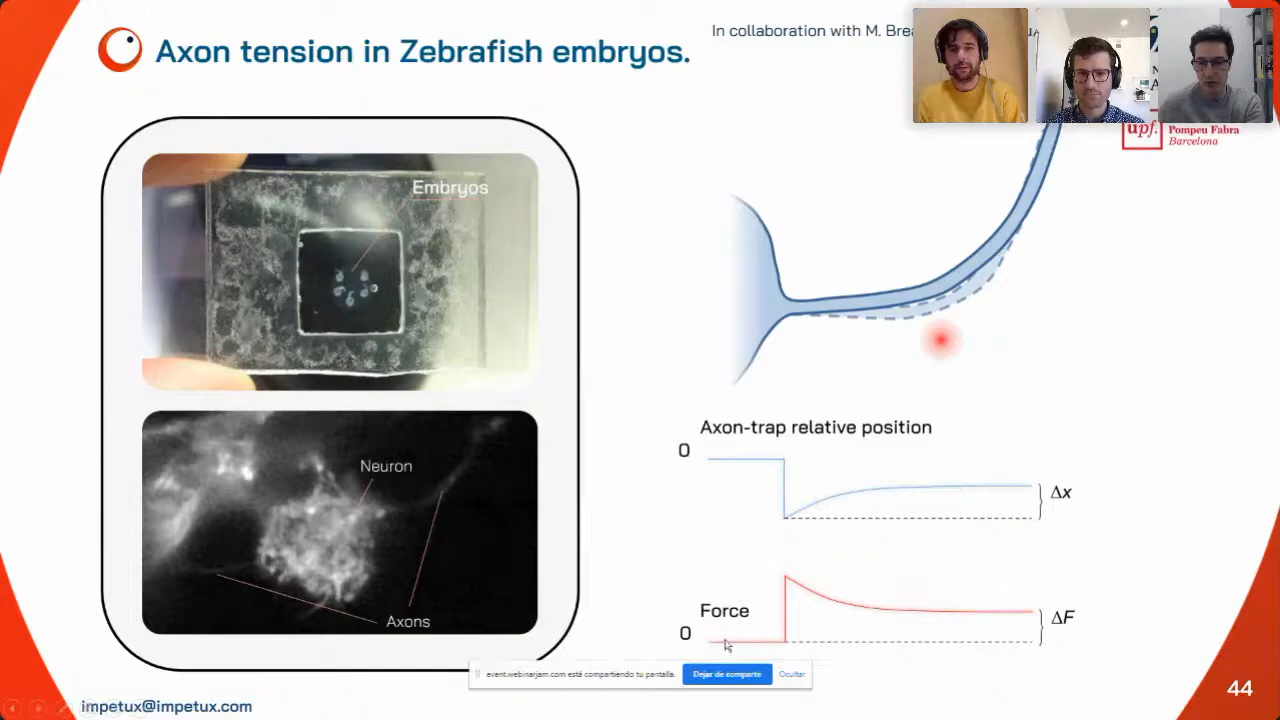 Axon tension in Zebrafish embryos.
In collaboration with M. 
upf. Pompeu Fabra
Barcelona
Embryos
Neuron
Axons
Axon-trap relative position
0
Δx
Force
0
ΔF
event.webinarjam.com está compartiendo tu pantalla. Dejar de compartir Ocultar
impetux@impetux.com
44